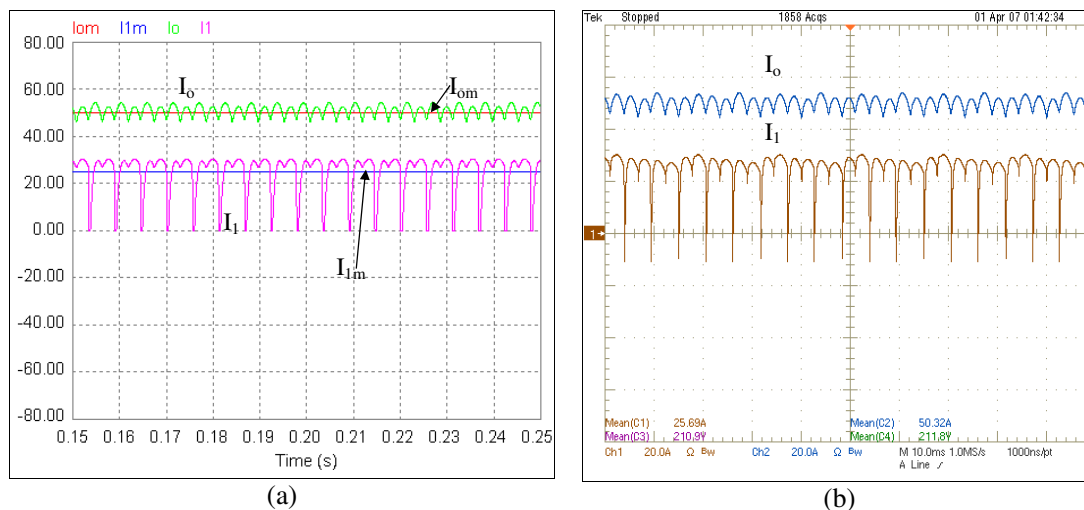 Iom I1m Io I1
80.00
60.00
40.00
20.00
0.00
-20.00
-40.00
-60.00
-80.00
Io
Iom
I1
I1m
0.15 0.16 0.17 0.18 0.19 0.20 0.21 0.22 0.23 0.24 0.25
Time (s)
(a)
Tek Stopped 1858 Acqs 01 Apr 07 01:42:34
Io
I1
1
Mean(C1) 25.69A Mean(C2) 50.32A
Mean(C3) 210.9V Mean(C4) 211.8V
Ch1 20.0A Ω Bw Ch2 20.0A Ω Bw M 10.0ms 1.0MS/s 1000ns/pt
A Line
(b)